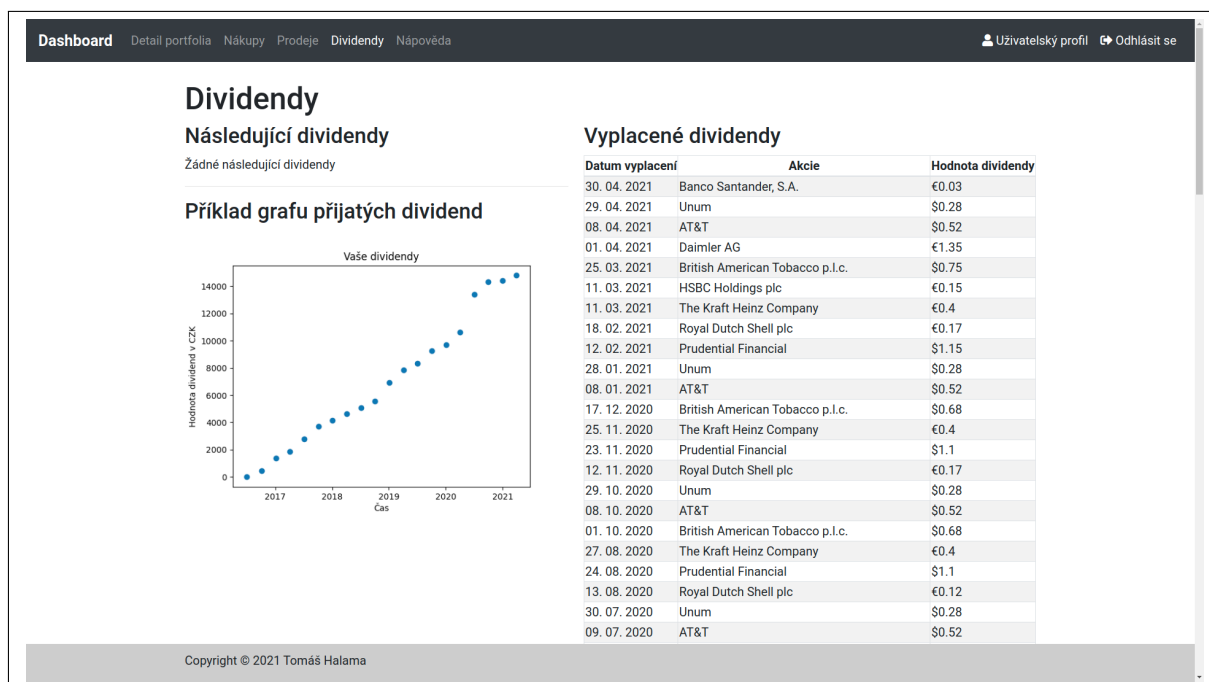 Dashboard Detail portfolia Nákupy Prodeje Dividendy Nápověda Uživatelský profil Odhlásit se
Dividendy
Následující dividendy
Žádné následující dividendy
Příklad grafu přijatých dividend
Vaše dividendy
14000
12000
10000
8000
6000
4000
2000
0
Hodnota dividend v CZK
2017 2018 2019 2020 2021
Čas
Vyplacené dividendy
Datum vyplacení Akcie Hodnota dividendy
30. 04. 2021 Banco Santander, S.A. €0.03
29. 04. 2021 Unum $0.28
08. 04. 2021 AT&T $0.52
01. 04. 2021 Daimler AG €1.35
25. 03. 2021 British American Tobacco p.l.c. $0.75
11. 03. 2021 HSBC Holdings plc €0.15
11. 03. 2021 The Kraft Heinz Company €0.4
18. 02. 2021 Royal Dutch Shell plc €0.17
12. 02. 2021 Prudential Financial $1.15
28. 01. 2021 Unum $0.28
08. 01. 2021 AT&T $0.52
17. 12. 2020 British American Tobacco p.l.c. $0.68
25. 11. 2020 The Kraft Heinz Company €0.4
23. 11. 2020 Prudential Financial $1.1
12. 11. 2020 Royal Dutch Shell plc €0.17
29. 10. 2020 Unum $0.28
08. 10. 2020 AT&T $0.52
01. 10. 2020 British American Tobacco p.l.c. $0.68
27. 08. 2020 The Kraft Heinz Company €0.4
24. 08. 2020 Prudential Financial $1.1
13. 08. 2020 Royal Dutch Shell plc €0.12
30. 07. 2020 Unum $0.28
09. 07. 2020 AT&T $0.52
Copyright © 2021 Tomáš Halama